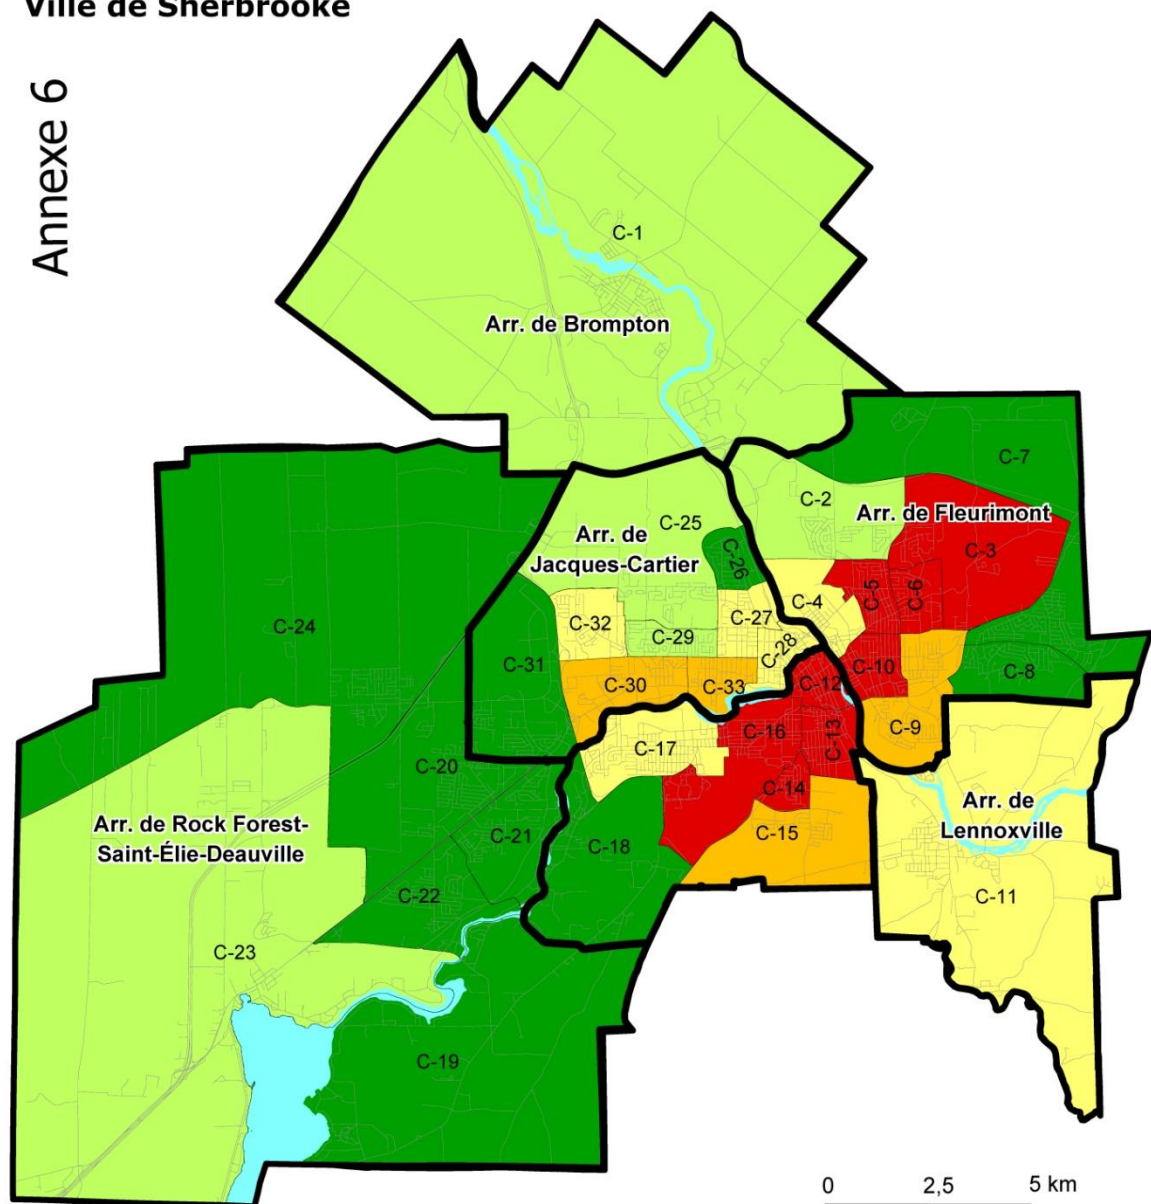 Ville de Sherbrooke
Annexe 6
C-1
Arr. de Brompton
C-7
C-2
Arr. de Fleurimont
C-25
Arr. de
Jacques-Cartier
C-26
C-3
C-5
C-6
C-4
C-32
C-27
C-24
C-29
C-28
C-31
C-10
C-8
C-30
C-33
C-12
C-9
C-16
C-13
C-17
C-20
C-14
Arr. de
Lennoxville
Arr. de Rock Forest-
Saint-Élie-Deauville
C-21
C-18
C-15
C-22
C-11
C-23
C-19
0 2,5 5 km